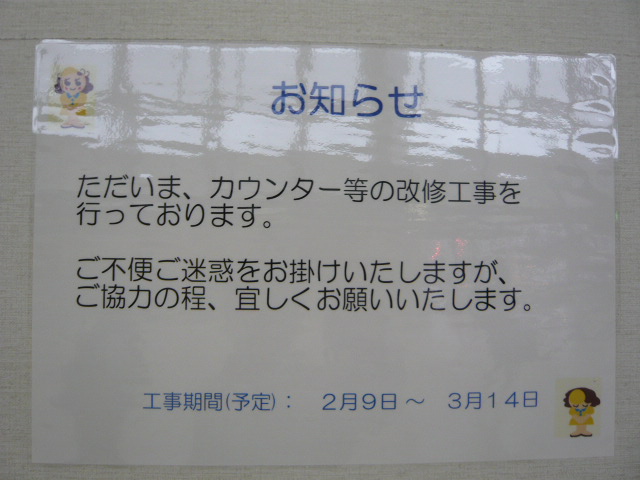 お知らせ
ただいま、カウンター等の改修工事を
行っております。
ご不便ご迷惑をお掛けいたしますが、
ご協力の程、宜しくお願いいたします。
工事期間(予定)： ２月９日～ ３月１４日